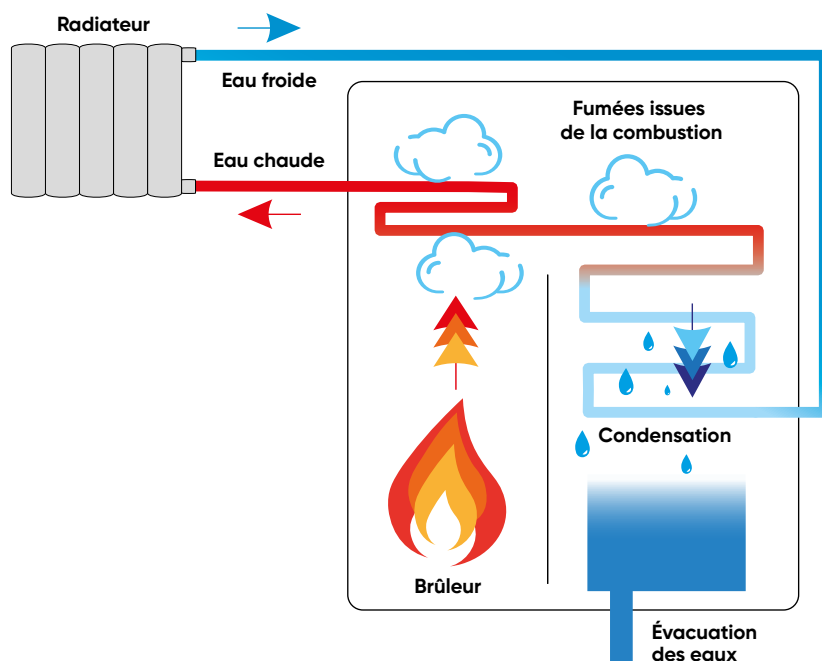 Radiateur
Eau froide
Fumées issues
de la combustion
Eau chaude
Condensation
Brûleur
Évacuation
des eaux